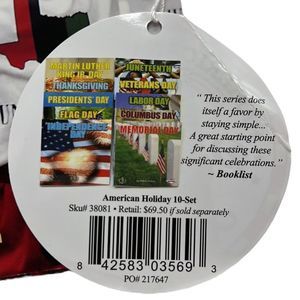 MARTIN LUTHER
KING JR. DAY
THANKSGIVING
PRESIDENTS' DAY
FLAG DAY
INDEPENDENCE
DAY
JUNETEENTH
VETERANS DAY
LABOR DAY
COLUMBUS DAY
MEMORIAL DAY
" This series does
itself a favor by
staying simple...
A great starting point
for discussing these
significant celebrations."
~ Booklist
American Holiday 10-Set
Sku# 38081 • Retail: $69.50 if sold separately
8 42583 03569 3
PO# 217647